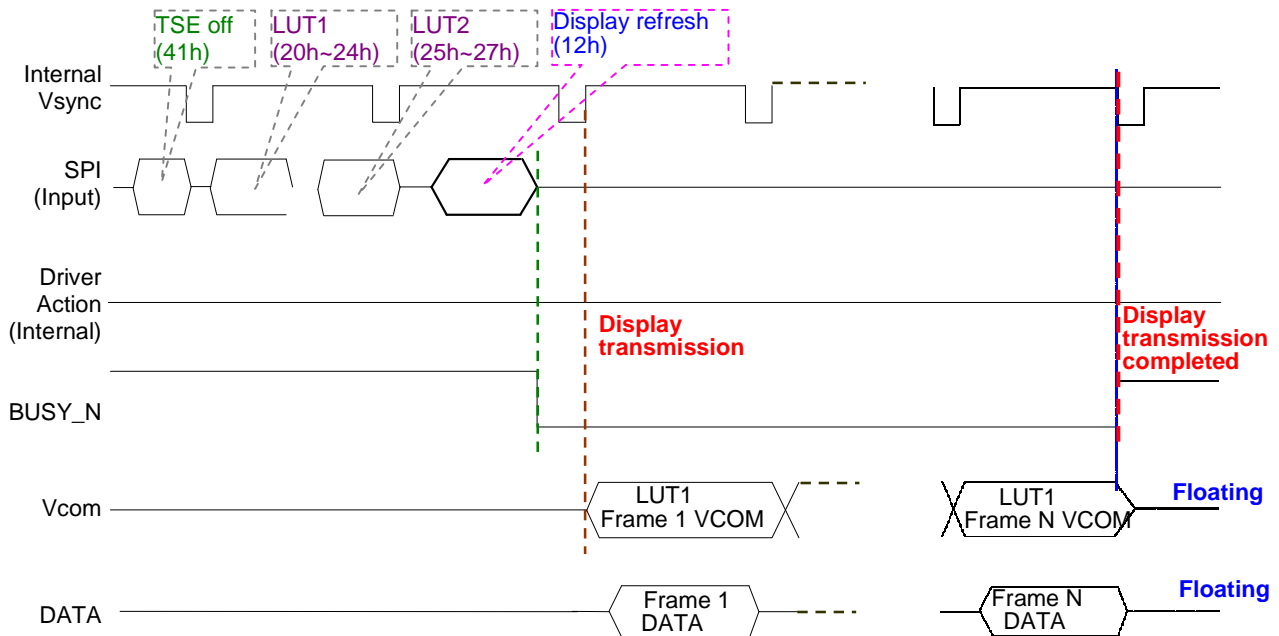 TSE off
(41h)
LUT1
(20h~24h)
LUT2
(25h~27h)
Display refresh
(12h)
Internal
Vsync
SPI
(Input)
Driver
Action
(Internal)
Display
transmission
Display
transmission
completed
BUSY_N
Vcom
LUT1
Frame 1 VCOM
LUT1
Frame N VCOM
Floating
DATA
Frame 1
DATA
Frame N
DATA
Floating